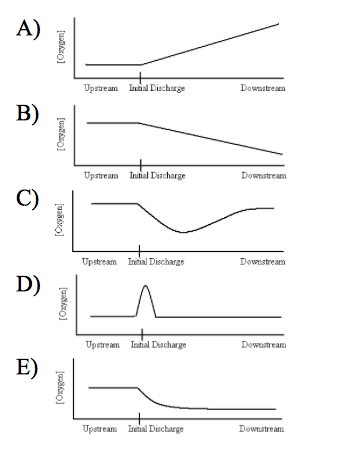 A)
[Oxygen]
Upstream Initial Discharge Downstream
B)
[Oxygen]
Upstream Initial Discharge Downstream
C)
[Oxygen]
Upstream Initial Discharge Downstream
D)
[Oxygen]
Upstream Initial Discharge Downstream
E)
[Oxygen]
Upstream Initial Discharge Downstream